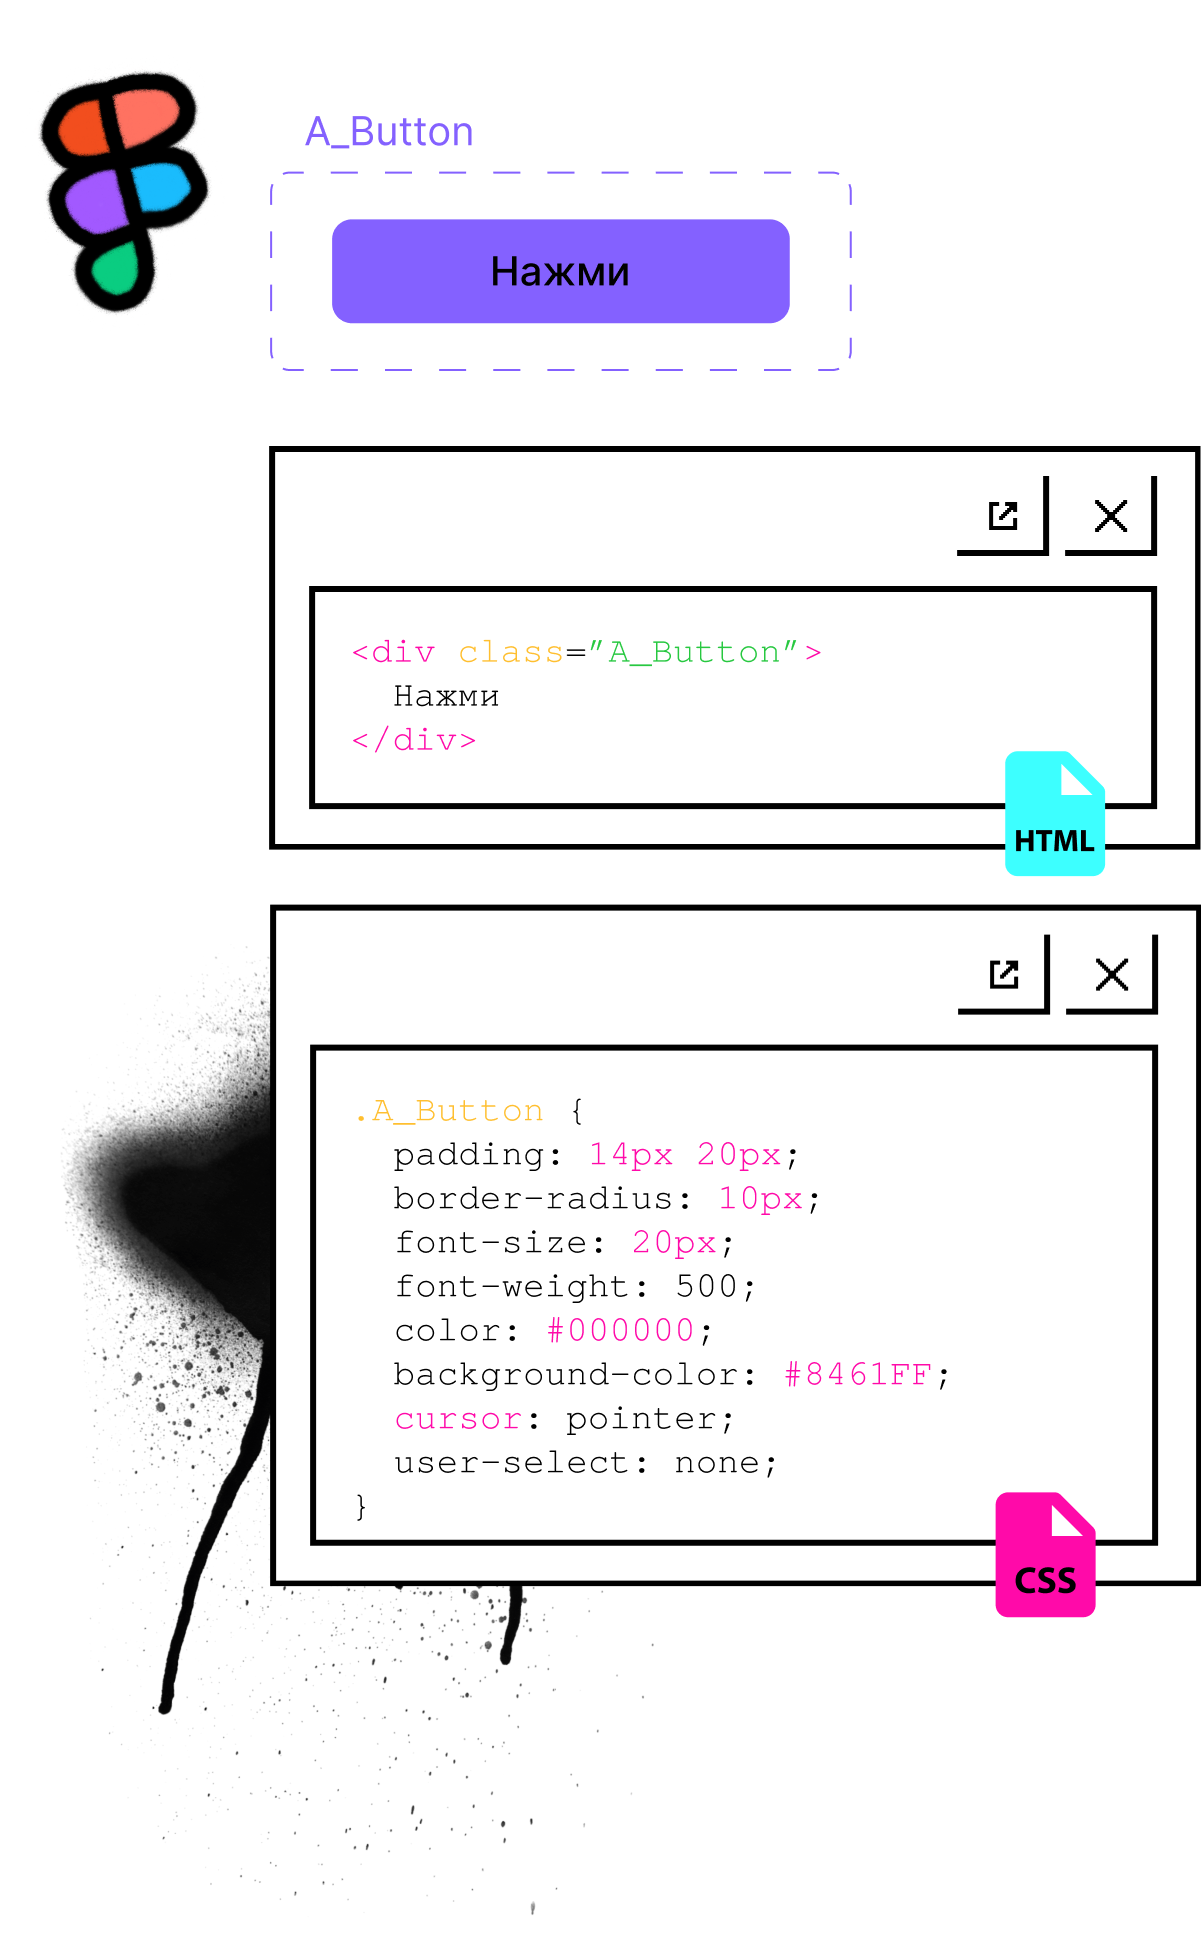 A_Button
Нажми
<div class="A_Button">
Нажми
</div>
HTML
.A_Button {
padding: 14px 20px;
border-radius: 10px;
font-size: 20px;
font-weight: 500;
color: #000000;
background-color: #8461FF;
cursor: pointer;
user-select: none;
}
CSS